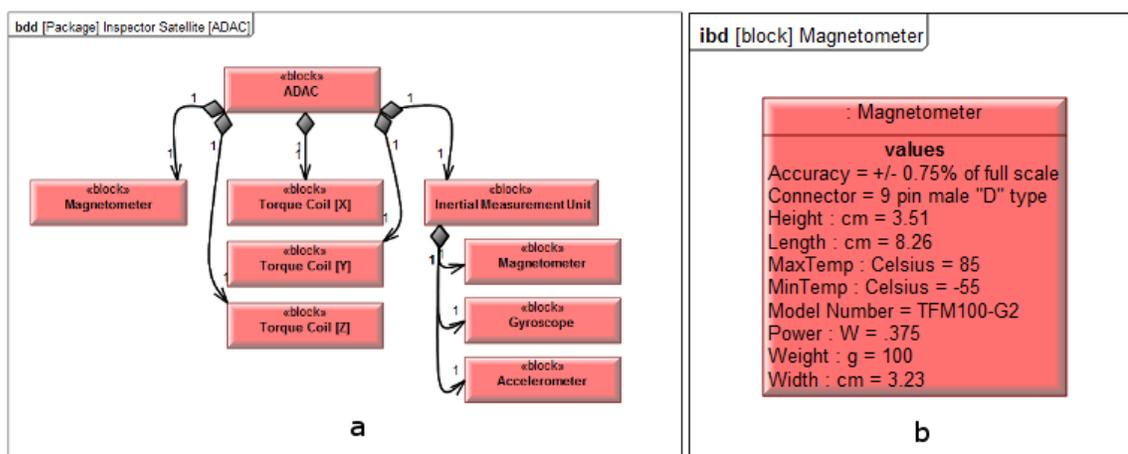 bdd [Package] Inspector Satellite [ADAC]
«block»
ADAC
1
1
1
1
1
1
1
1
1
1
«block»
Magnetometer
«block»
Torque Coil [X]
«block»
Inertial Measurement Unit
«block»
Torque Coil [Y]
«block»
Torque Coil [Z]
1
1
«block»
Magnetometer
1
«block»
Gyroscope
1
«block»
Accelerometer
a
ibd [block] Magnetometer
: Magnetometer
values
Accuracy = +/- 0.75% of full scale
Connector = 9 pin male "D" type
Height : cm = 3.51
Length : cm = 8.26
MaxTemp : Celsius = 85
MinTemp : Celsius = -55
Model Number = TFM100-G2
Power : W = .375
Weight : g = 100
Width : cm = 3.23
b